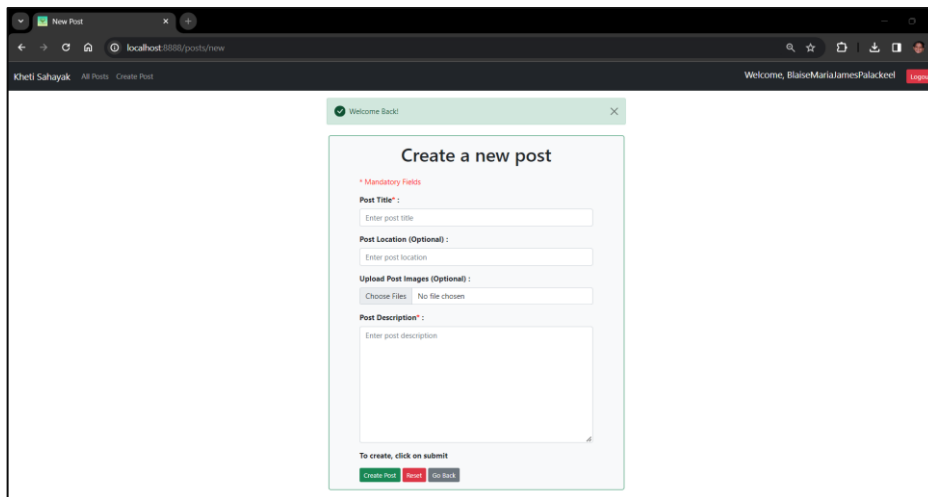 New Post
localhost:8888/posts/new
Kheti Sahayak All Posts Create Post Welcome, BlaiseMariaJamesPalackeel Logout
Welcome Back!
Create a new post
* Mandatory Fields
Post Title* :
Enter post title
Post Location (Optional) :
Enter post location
Upload Post Images (Optional) :
Choose Files No file chosen
Post Description* :
Enter post description
To create, click on submit
Create Post Reset Go Back